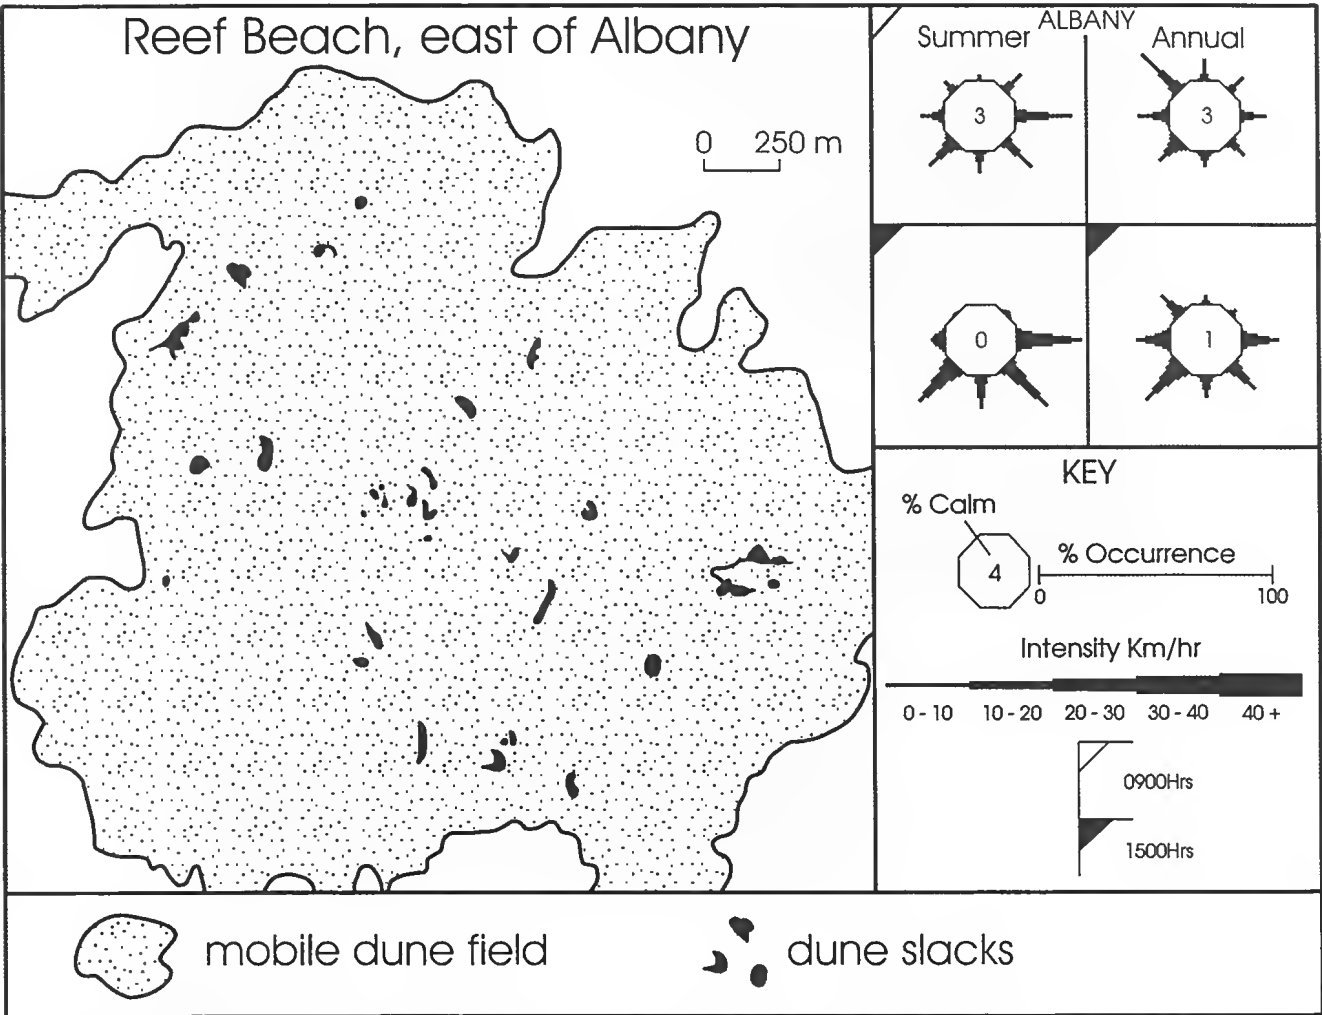 Reef Beach, east of Albany
0 250 m
ALBANY
Summer Annual
3 3
0 1
KEY
% Calm
% Occurrence
4
0 100
Intensity Km/hr
0 - 10 10 - 20 20 - 30 30 - 40 40 +
0900Hrs
1500Hrs
mobile dune field dune slacks